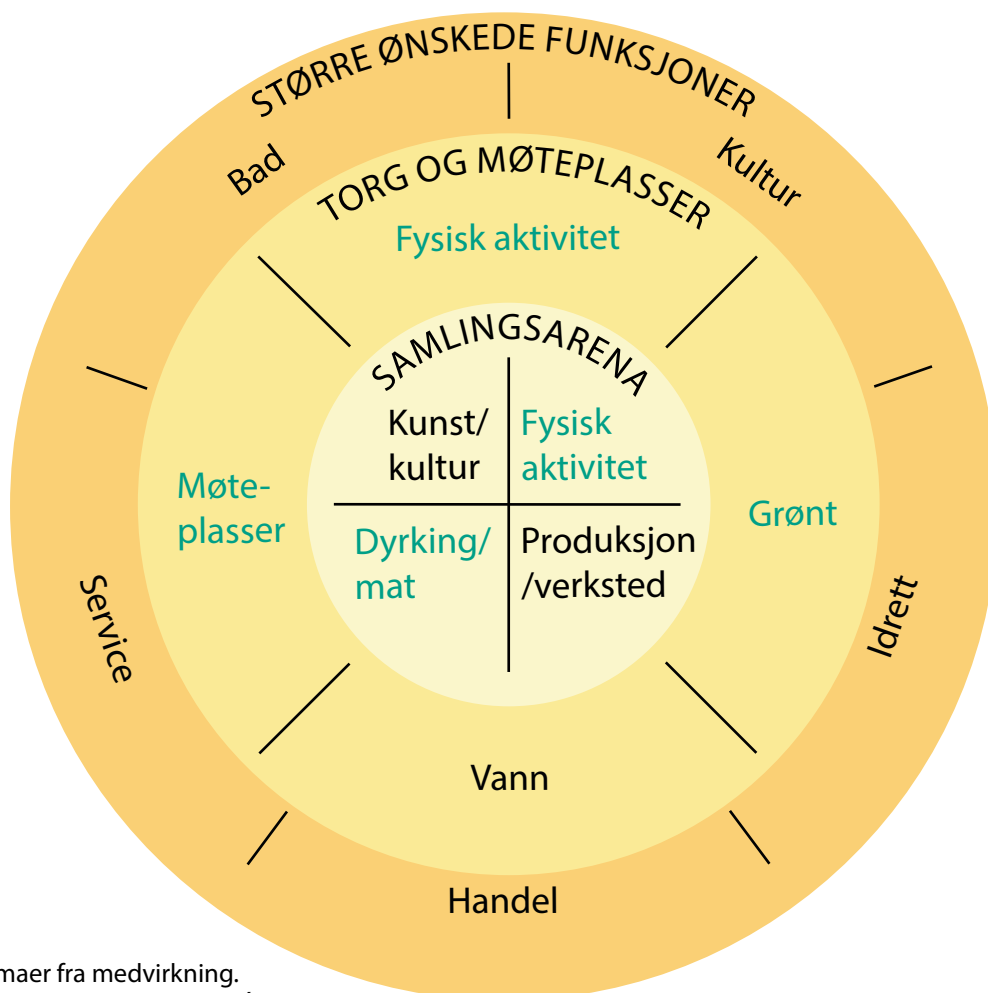 STØRRE ØNSKEDE FUNKSJONER
Bad
Kultur
TORG OG MØTEPLASSER
Fysisk aktivitet
SAMLINGSARENA
Kunst/
kultur
Fysisk
aktivitet
Møte-
plasser
Grønt
Dyrking/
mat
Produksjon
/verksted
Service
Idrett
Vann
Handel
maer fra medvirkning.